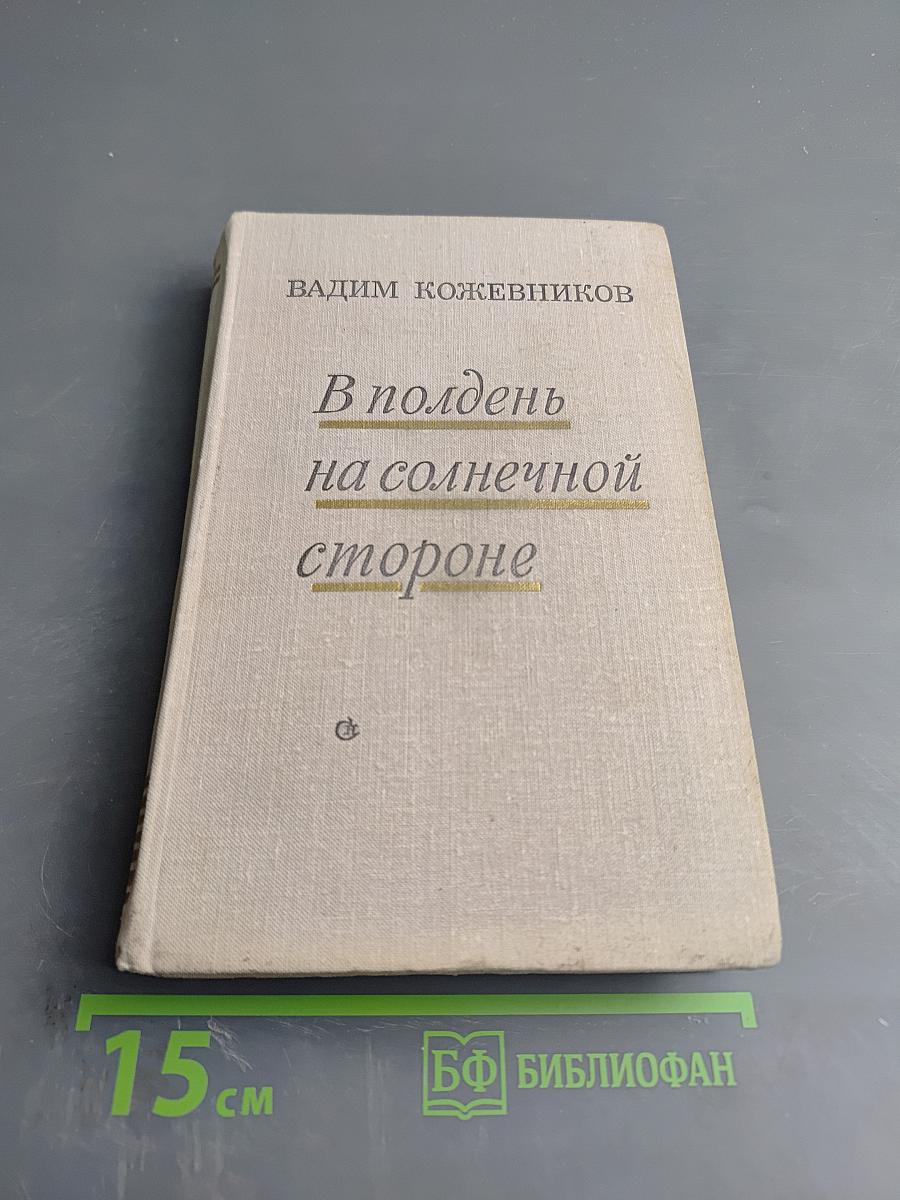 ВАДИМ КОЖЕВНИКОВ
В полдень
на солнечной
стороне
15 см
БФ БИБЛИОФАН